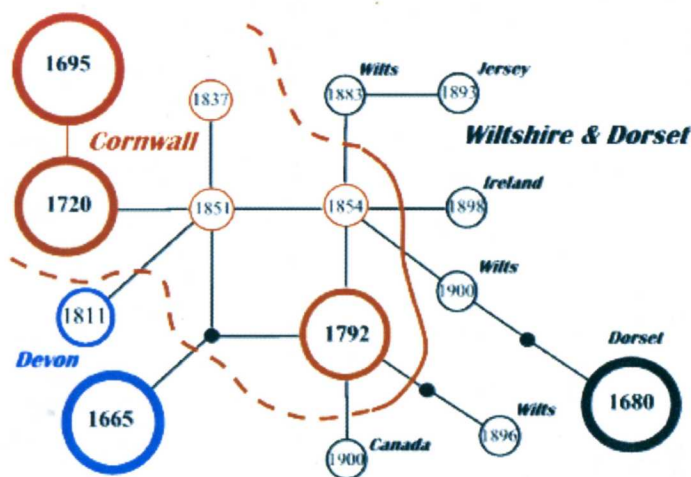 1695
1837
Wilts
1883
Jersey
1893
Cornwall
Wiltshire & Dorset
1720
1851
1854
Ireland
1898
Wilts
1900
1811
Devon
1792
Dorset
1680
1665
Wilts
1896
Canada
1900